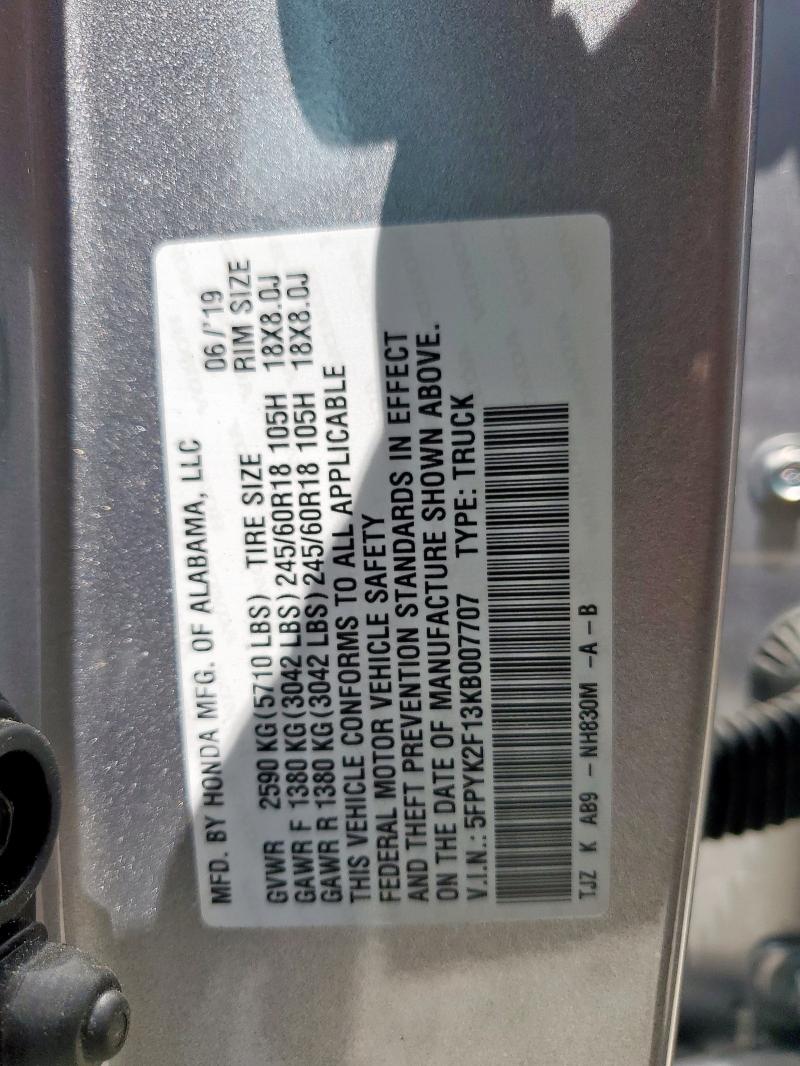 MFD. BY HONDA MFG. OF ALABAMA, LLC 06/'19
TIRE SIZE RIM SIZE
GVWR 2590 KG(5710 LBS)
GAWR F 1380 KG(3042 LBS)245/60R18 105H 18X8.0J
GAWR R 1380 KG(3042 LBS)245/60R18 105H 18X8.0J
THIS VEHICLE CONFORMS TO ALL APPLICABLE
FEDERAL MOTOR VEHICLE SAFETY
AND THEFT PREVENTION STANDARDS IN EFFECT
ON THE DATE OF MANUFACTURE SHOWN ABOVE.
V.I.N.: 5FPYK2F13KB007707 TYPE: TRUCK
TJZ K AB9 - NH830M -A-B